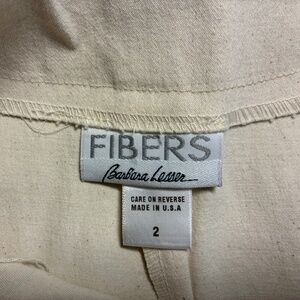 FIBERS
Barbara Lesser
CARE ON REVERSE
MADE IN U.S.A
2